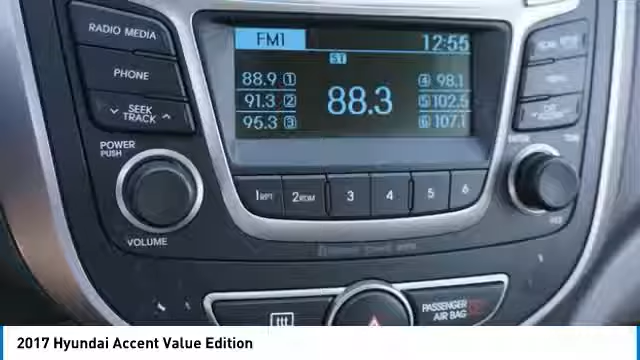 RADIO MEDIA
PHONE
SEEK
TRACK
POWER
PUSH
VOLUME
FM1 12:55
ST
88.9 1 4 98.1
91.3 2 88.3 5 102.5
95.3 3 6 107.1
1RPT 2RDM 3 4 5 6
PASSENGER
AIR BAG
2017 Hyundai Accent Value Edition